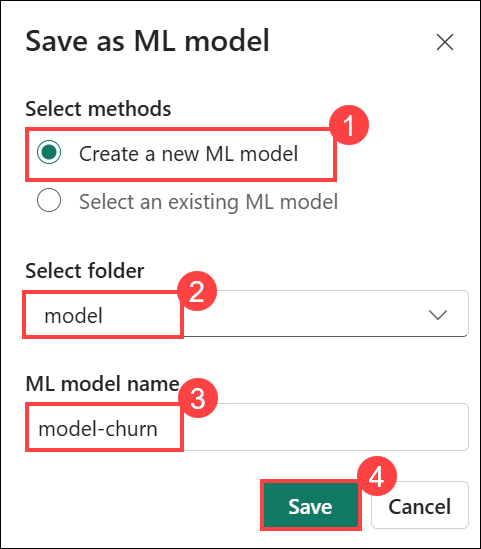 Save as ML model
Select methods
1
Create a new ML model
Select an existing ML model
Select folder
2
model
ML model name
3
model-churn
4
Save Cancel